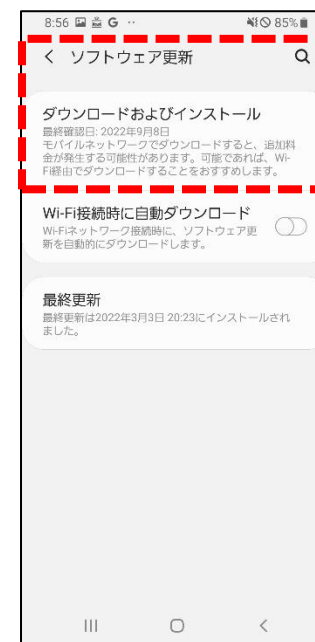 8:56 G ·· 85%
ソフトウェア更新
ダウンロードおよびインストール
最終確認日: 2022年9月8日
モバイルネットワークでダウンロードすると、追加料
金が発生する可能性があります。可能であれば、Wi-
Fi経由でダウンロードすることをおすすめします。
Wi-Fi接続時に自動ダウンロード
Wi-Fiネットワーク接続時に、ソフトウェア更
新を自動的にダウンロードします。
最終更新
最終更新は2022年3月3日 20:23にインストールされ
ました。